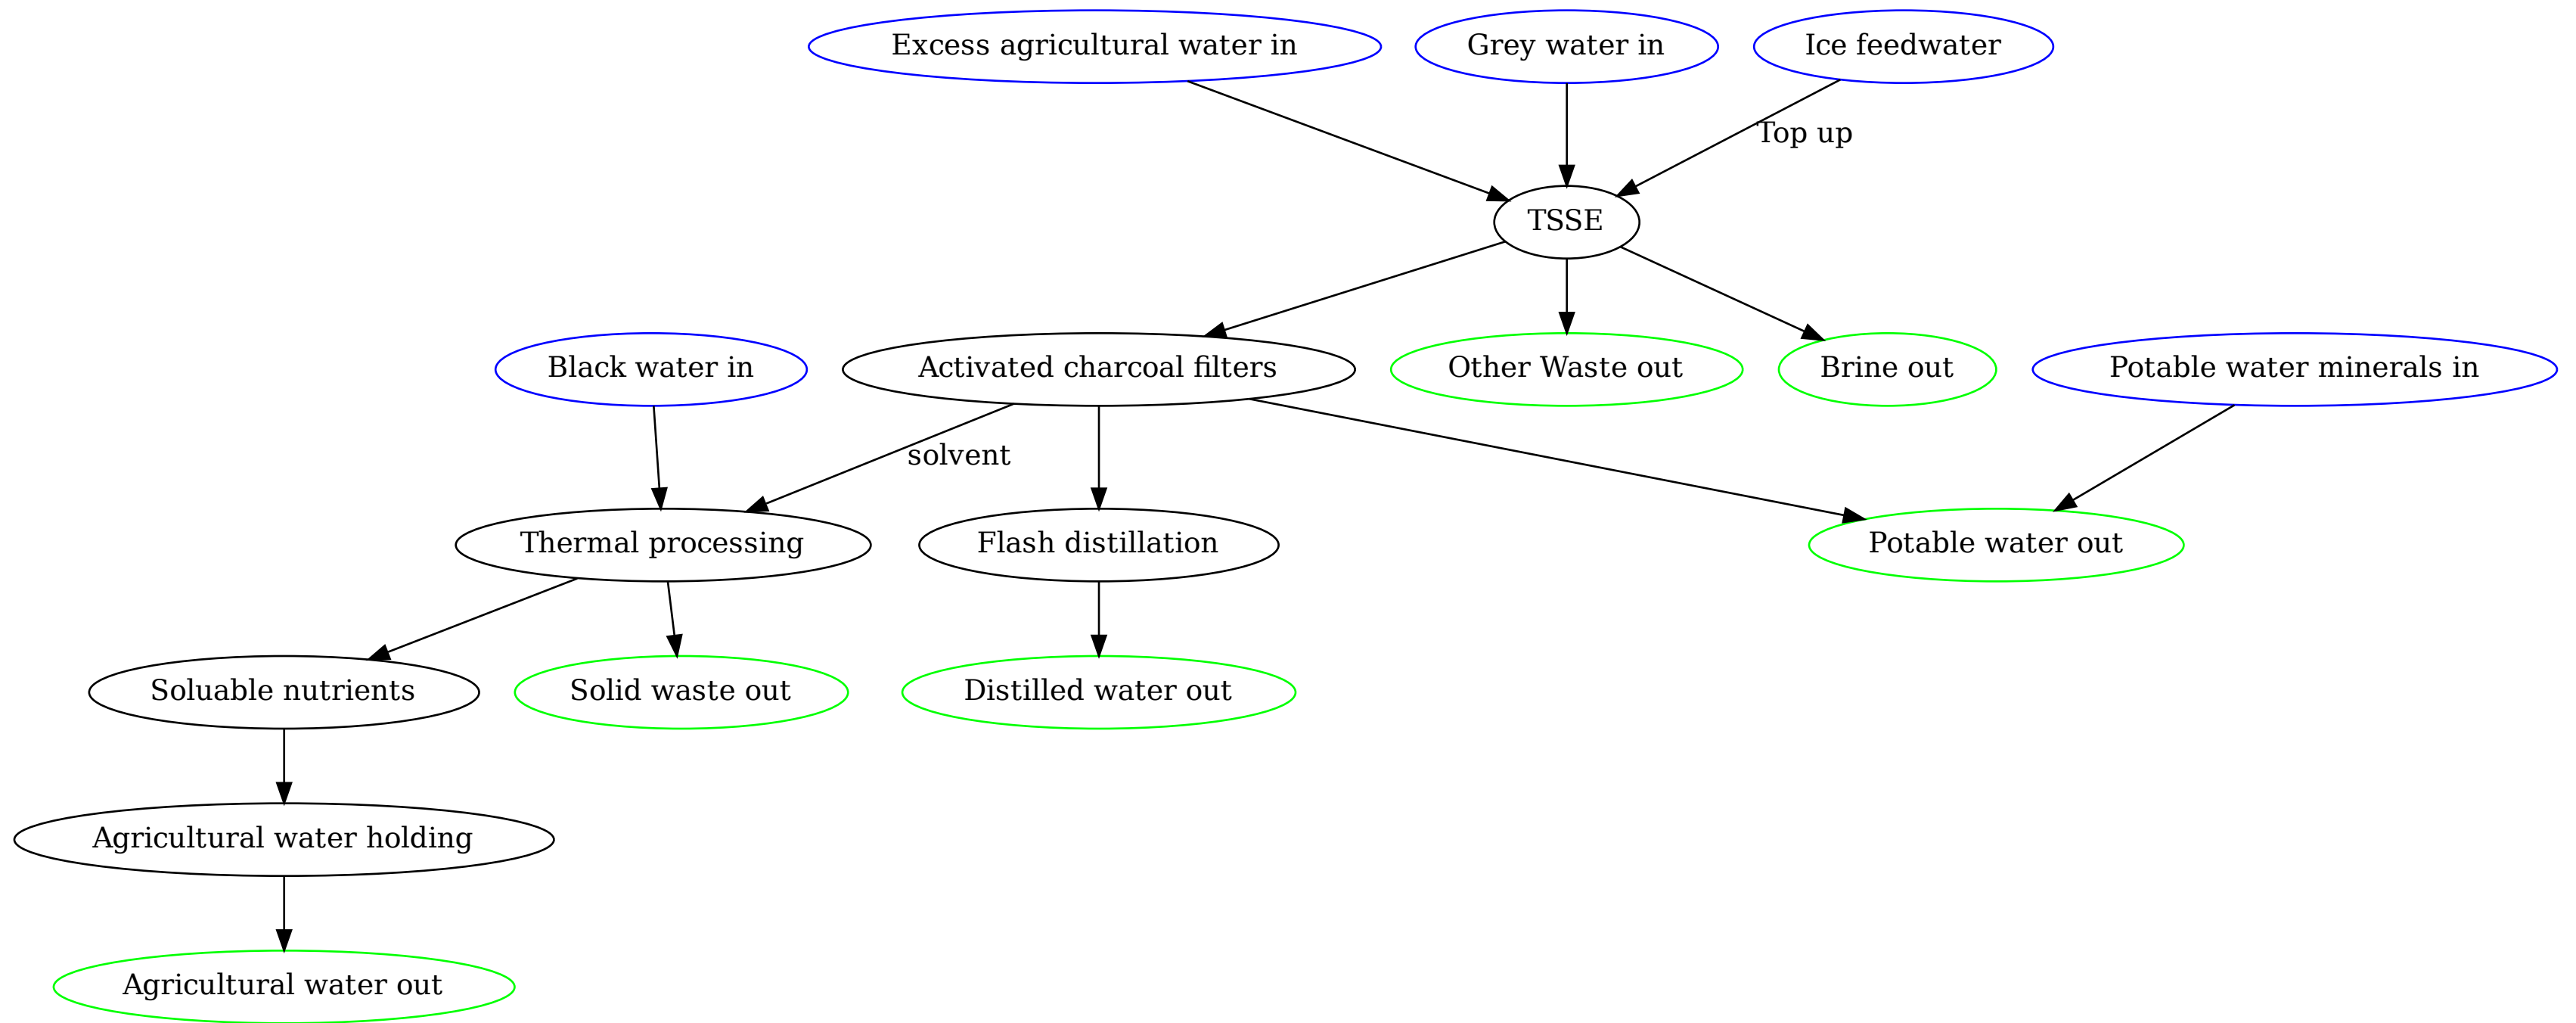 Excess agricultural water in
Grey water in
Ice feedwater
Top up
TSSE
Black water in
Activated charcoal filters
Other Waste out
Brine out
Potable water minerals in
solvent
Thermal processing
Flash distillation
Potable water out
Soluable nutrients
Solid waste out
Distilled water out
Agricultural water holding
Agricultural water out